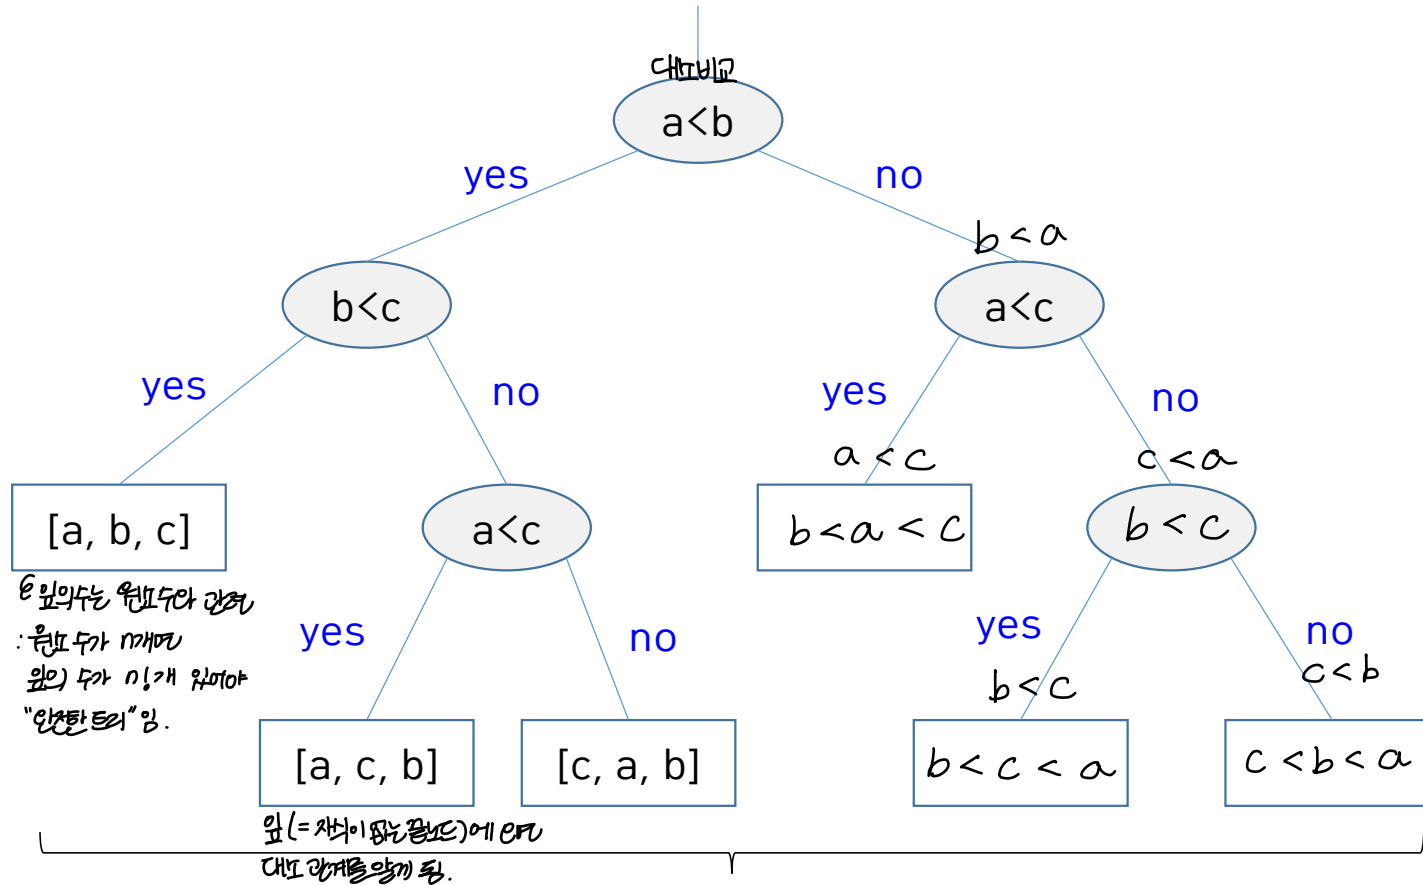 대소비교
a<b
yes
no
b<a
b<c
a<c
yes
no
yes
no
a<c
c<a
[a, b, c]
a<c
b<a<c
b<c
잎의수는 원소수와 관련
: 원소 수가 n개면
잎의 수가 n!개 있어야
"완전한 트리"임.
yes
no
yes
no
b<c
c<b
[a, c, b]
[c, a, b]
b<c<a
c<b<a
잎(=자식이 없는 끝노드)에 오면
대소 관계를 알게 됨.